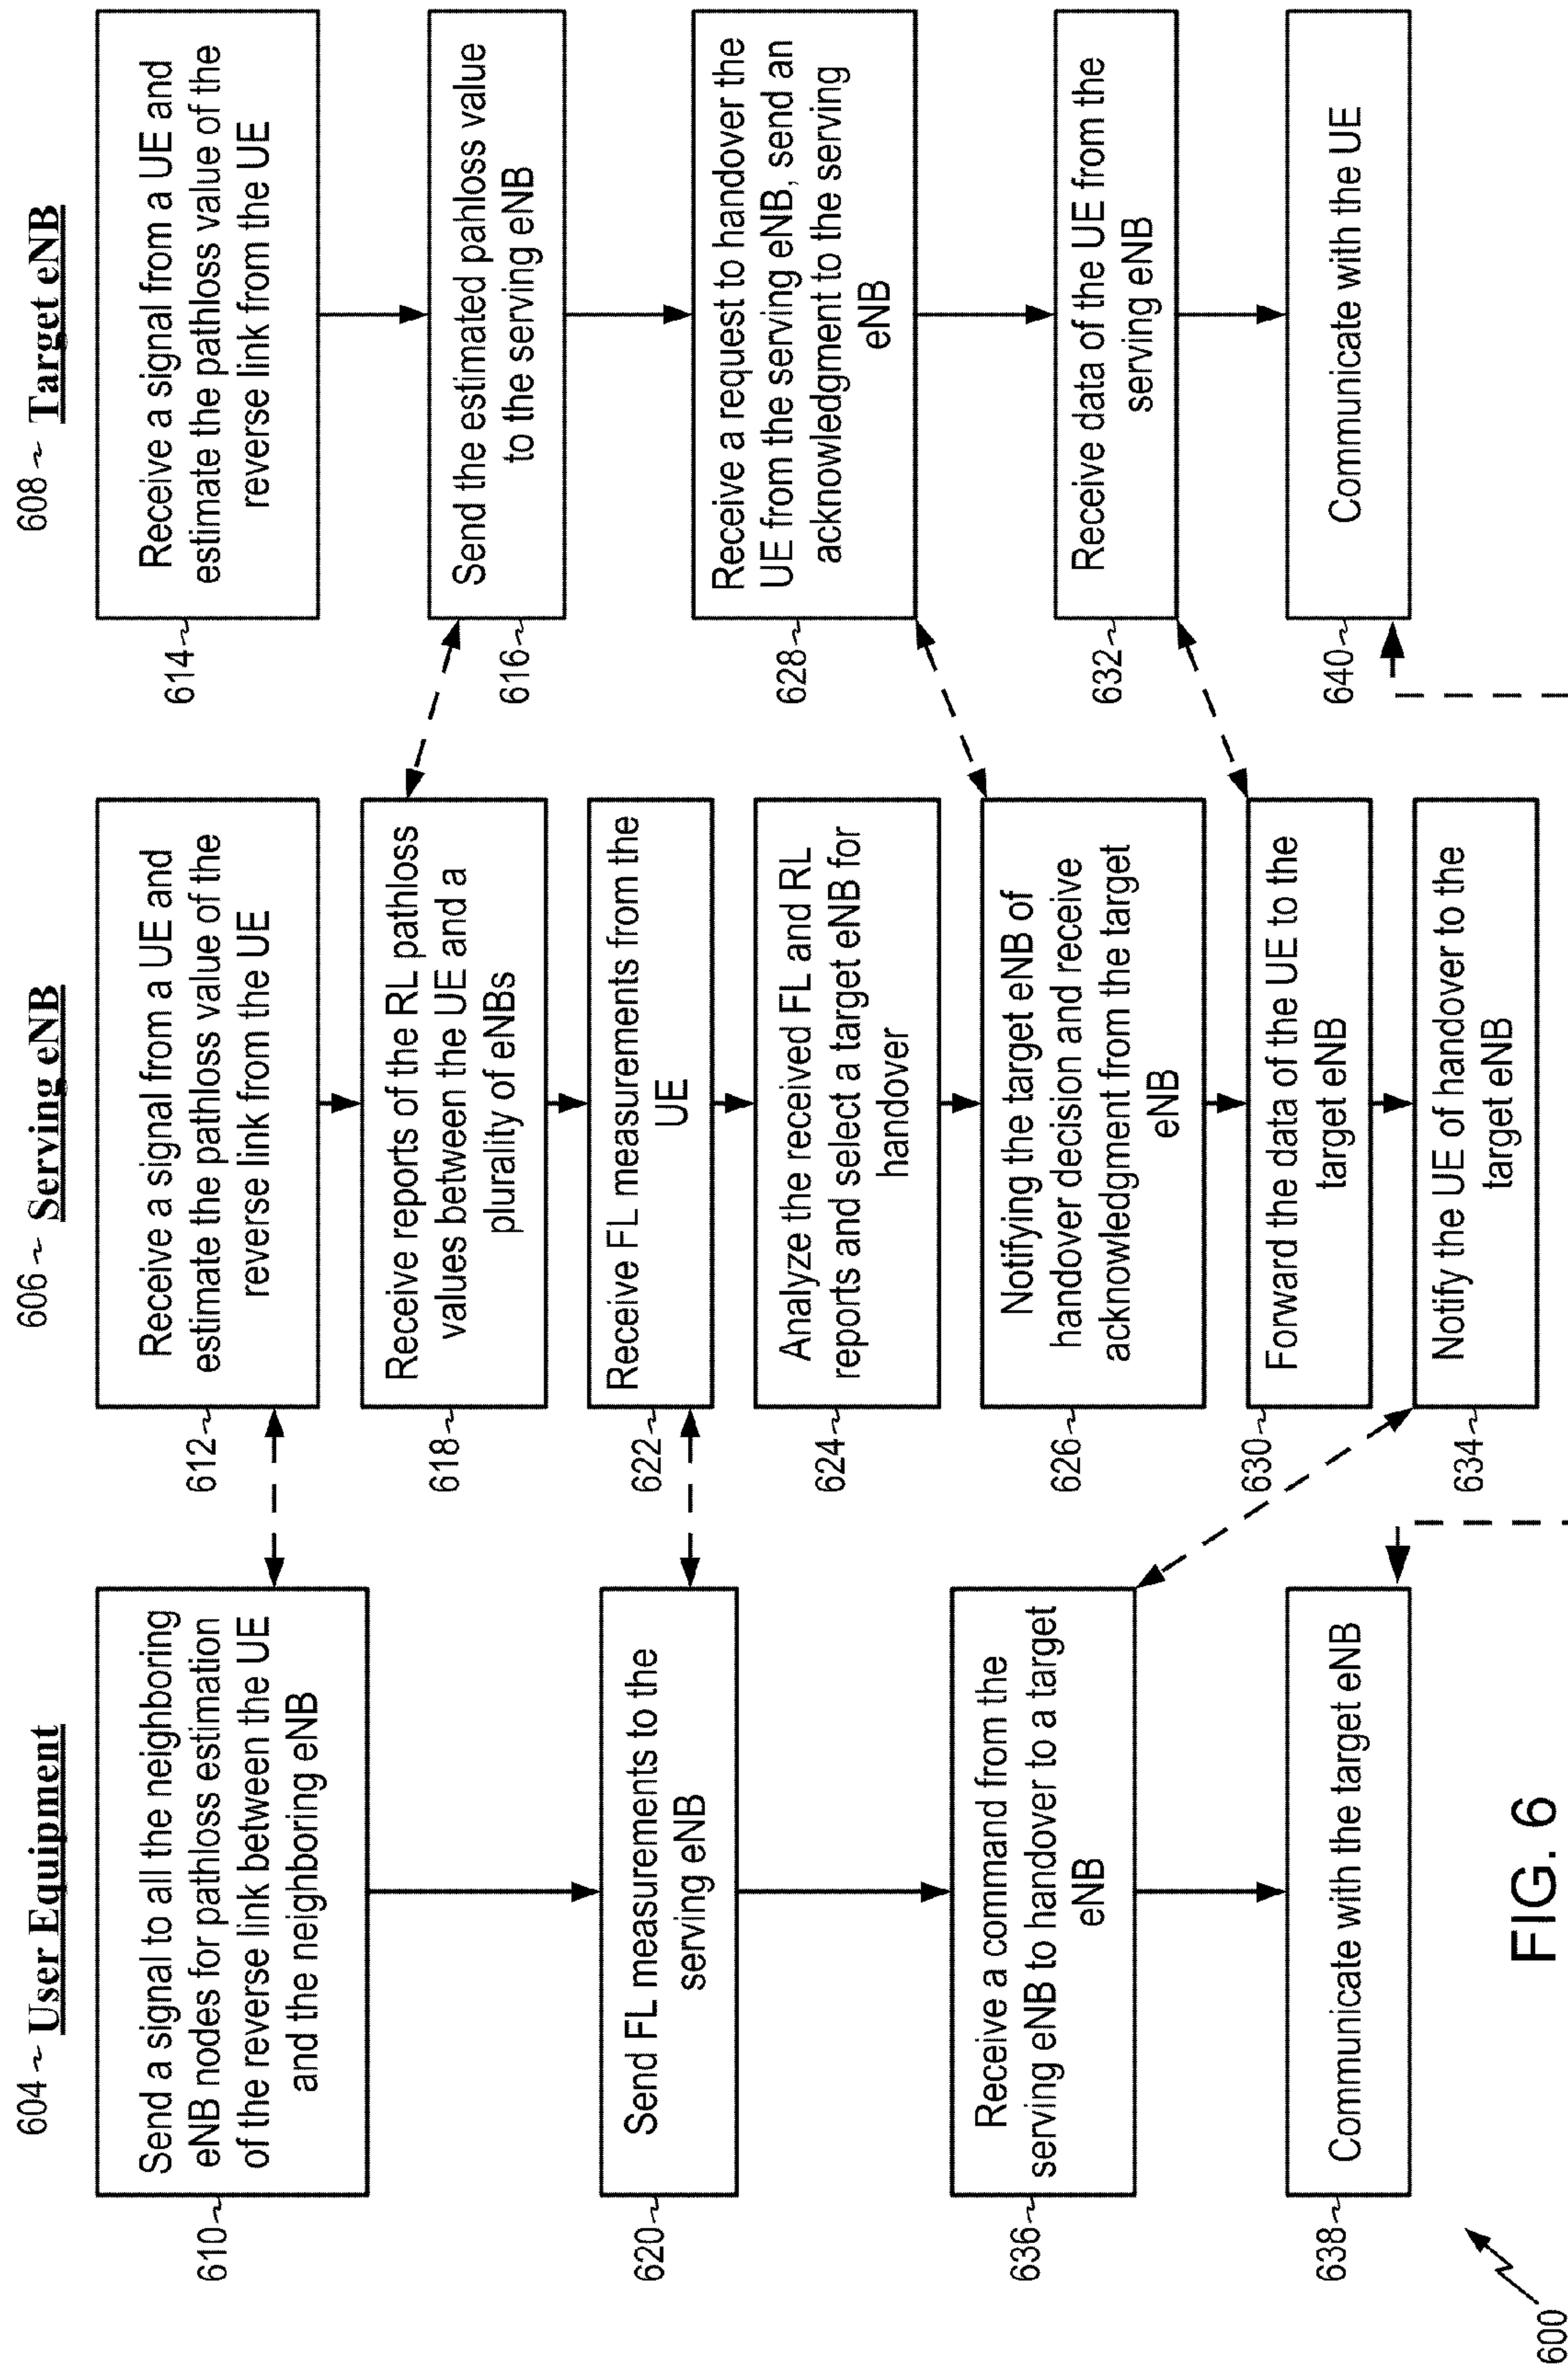 604 ~ User Equipment
610
Send a signal to all the neighboring
eNB nodes for pathloss estimation
of the reverse link between the UE
and the neighboring eNB
620
Send FL measurements to the
serving eNB
636
Receive a command from the
serving eNB to handover to a target
eNB
638
Communicate with the target eNB
606 ~ Serving eNB
612
Receive a signal from a UE and
estimate the pathloss value of the
reverse link from the UE
618
Receive reports of the RL pathloss
values between the UE and a
plurality of eNBs
622
Receive FL measurements from the
UE
624
Analyze the received FL and RL
reports and select a target eNB for
handover
626
Notifying the target eNB of
handover decision and receive
acknowledgment from the target
eNB
630
Forward the data of the UE to the
target eNB
634
Notify the UE of handover to the
target eNB
608 ~ Target eNB
614
Receive a signal from a UE and
estimate the pathloss value of the
reverse link from the UE
616
Send the estimated pahloss value
to the serving eNB
628
Receive a request to handover the
UE from the serving eNB, send an
acknowledgment to the serving
eNB
632
Receive data of the UE from the
serving eNB
640
Communicate with the UE
600
FIG. 6